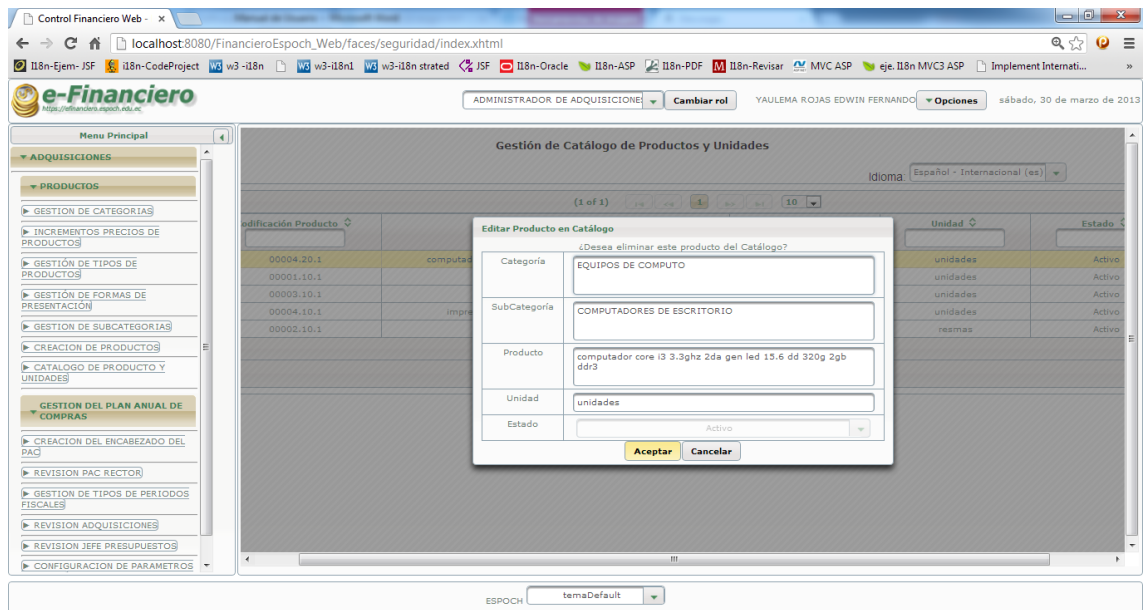 Control Financiero Web -
localhost:8080/FinancieroEspoch_Web/faces/seguridad/index.xhtml
I18n-Ejem- JSF i18n-CodeProject w3 -i18n w3-i18n1 w3-i18n strated JSF I18n-Oracle I18n-ASP I18n-PDF I18n-Revisar MVC ASP eje. I18n MVC3 ASP Implement Internati... »
e-Financiero
https://efinanciero.espoch.edu.ec
ADMINISTRADOR DE ADQUISICIONE Cambiar rol YAULEMA ROJAS EDWIN FERNANDO Opciones sábado, 30 de marzo de 2013
Menu Principal
ADQUISICIONES
PRODUCTOS
GESTION DE CATEGORIAS
INCREMENTOS PRECIOS DE PRODUCTOS
GESTIÓN DE TIPOS DE PRODUCTOS
GESTIÓN DE FORMAS DE PRESENTACIÓN
GESTION DE SUBCATEGORIAS
CREACION DE PRODUCTOS
CATALOGO DE PRODUCTO Y UNIDADES
GESTION DEL PLAN ANUAL DE COMPRAS
CREACION DEL ENCABEZADO DEL PAC
REVISION PAC RECTOR
GESTION DE TIPOS DE PERIODOS FISCALES
REVISION ADQUISICIONES
REVISION JEFE PRESUPUESTOS
CONFIGURACION DE PARAMETROS
Gestión de Catálogo de Productos y Unidades
Idioma: Español - Internacional (es)
(1 of 1) 1 10
odificación Producto Unidad Estado
00004.20.1 computad unidades Activo
00001.10.1 unidades Activo
00003.10.1 unidades Activo
00004.10.1 impre unidades Activo
00002.10.1 resmas Activo
Editar Producto en Catálogo
¿Desea eliminar este producto del Catálogo?
Categoría EQUIPOS DE COMPUTO
SubCategoría COMPUTADORES DE ESCRITORIO
Producto computador core i3 3.3ghz 2da gen led 15.6 dd 320g 2gb
ddr3
Unidad unidades
Estado Activo
Aceptar Cancelar
ESPOCH temaDefault